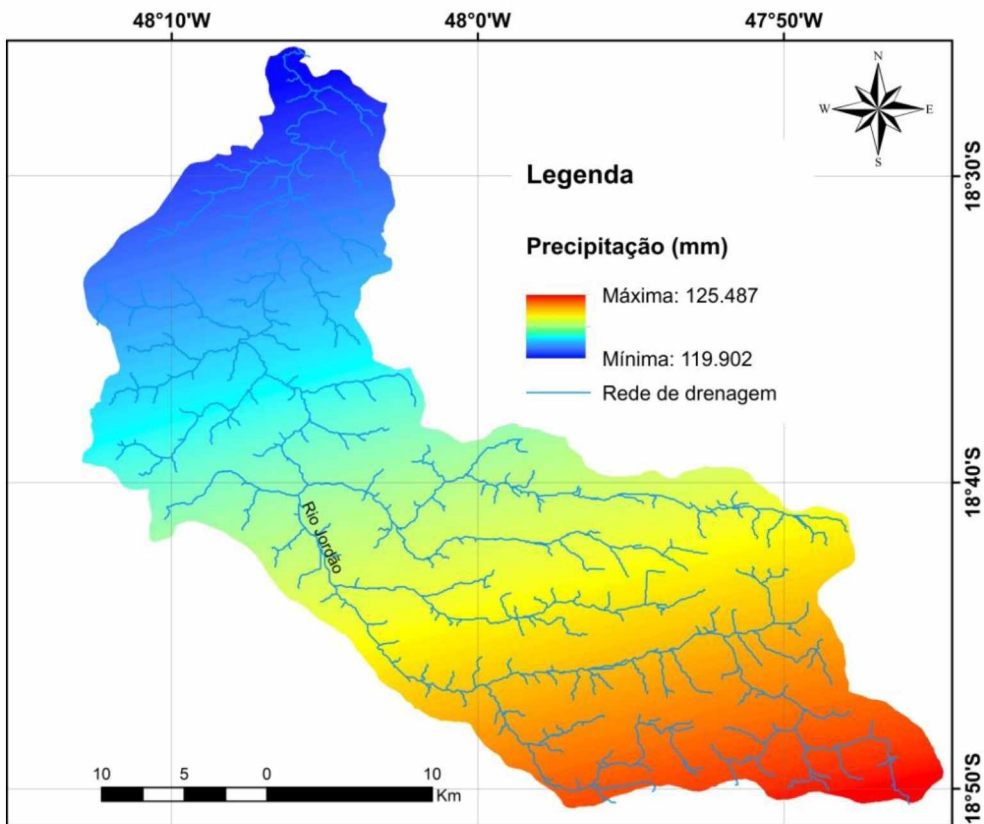 48°10'W 48°0'W 47°50'W
N
W E
S
18°30'S
Legenda
Precipitação (mm)
Máxima: 125.487
Mínima: 119.902
Rede de drenagem
18°40'S
Rio Jordão
10 5 0 10
Km
18°50'S